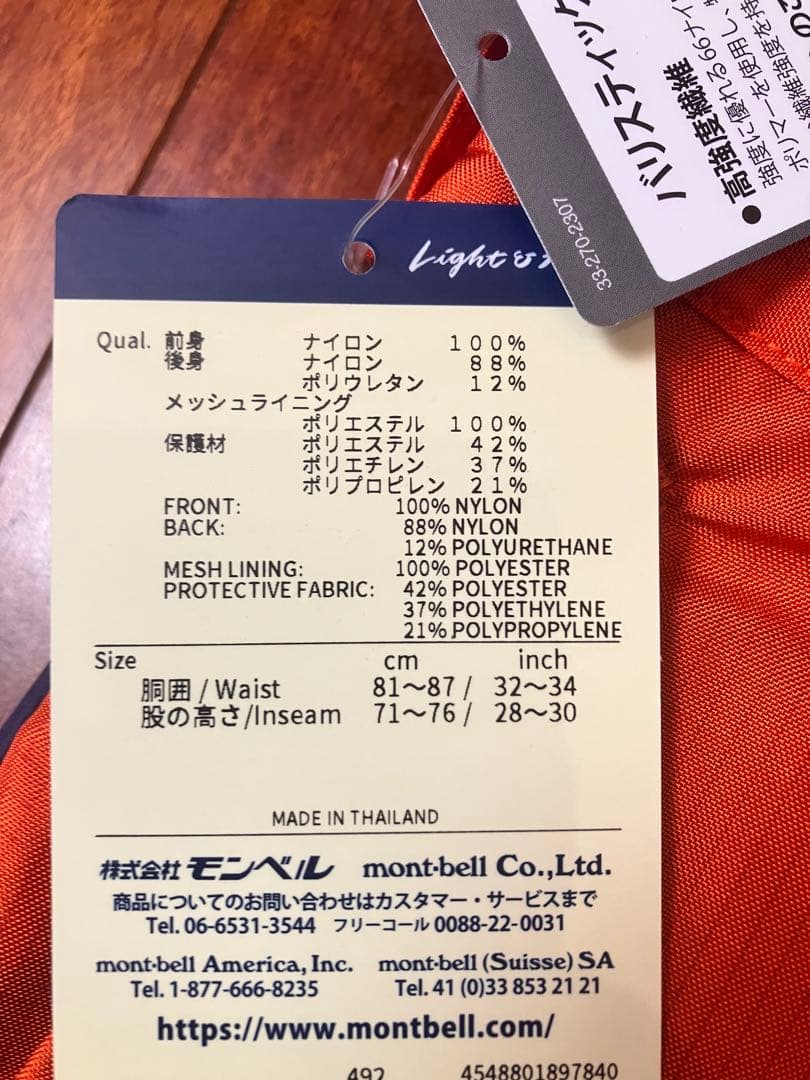 バリスティック
●高強度繊維
強度に優れる66ナイ
ポリマーを使用し、
繊維強度を持
33-270-2307
Light &
Qual. 前身 ナイロン 100%
後身 ナイロン 88%
ポリウレタン 12%
メッシュライニング
ポリエステル 100%
保護材 ポリエステル 42%
ポリエチレン 37%
ポリプロピレン 21%
FRONT: 100% NYLON
BACK: 88% NYLON
12% POLYURETHANE
MESH LINING: 100% POLYESTER
PROTECTIVE FABRIC: 42% POLYESTER
37% POLYETHYLENE
21% POLYPROPYLENE
Size cm inch
胴囲 / Waist 81〜87 / 32〜34
股の高さ/Inseam 71〜76 / 28〜30
MADE IN THAILAND
株式会社モンベル mont-bell Co.,Ltd.
商品についてのお問い合わせはカスタマー・サービスまで
Tel. 06-6531-3544 フリーコール 0088-22-0031
mont-bell America, Inc. mont-bell (Suisse) SA
Tel. 1-877-666-8235 Tel. 41 (0)33 853 21 21
https://www.montbell.com/
492 4548801897840